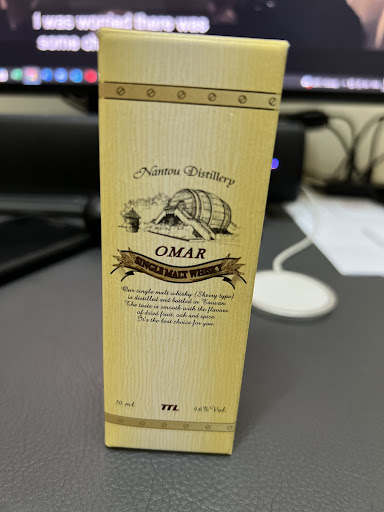 I was worried there was
some
Nantou Distillery
OMAR
SINGLE MALT WHISKY
Our single malt whisky (Sherry type)
is distilled and bottled in Taiwan
The taste is smooth with the flavour
of dried fruit, oak and spice
It's the best choice for you.
50 ml
TTL
46% Vol.